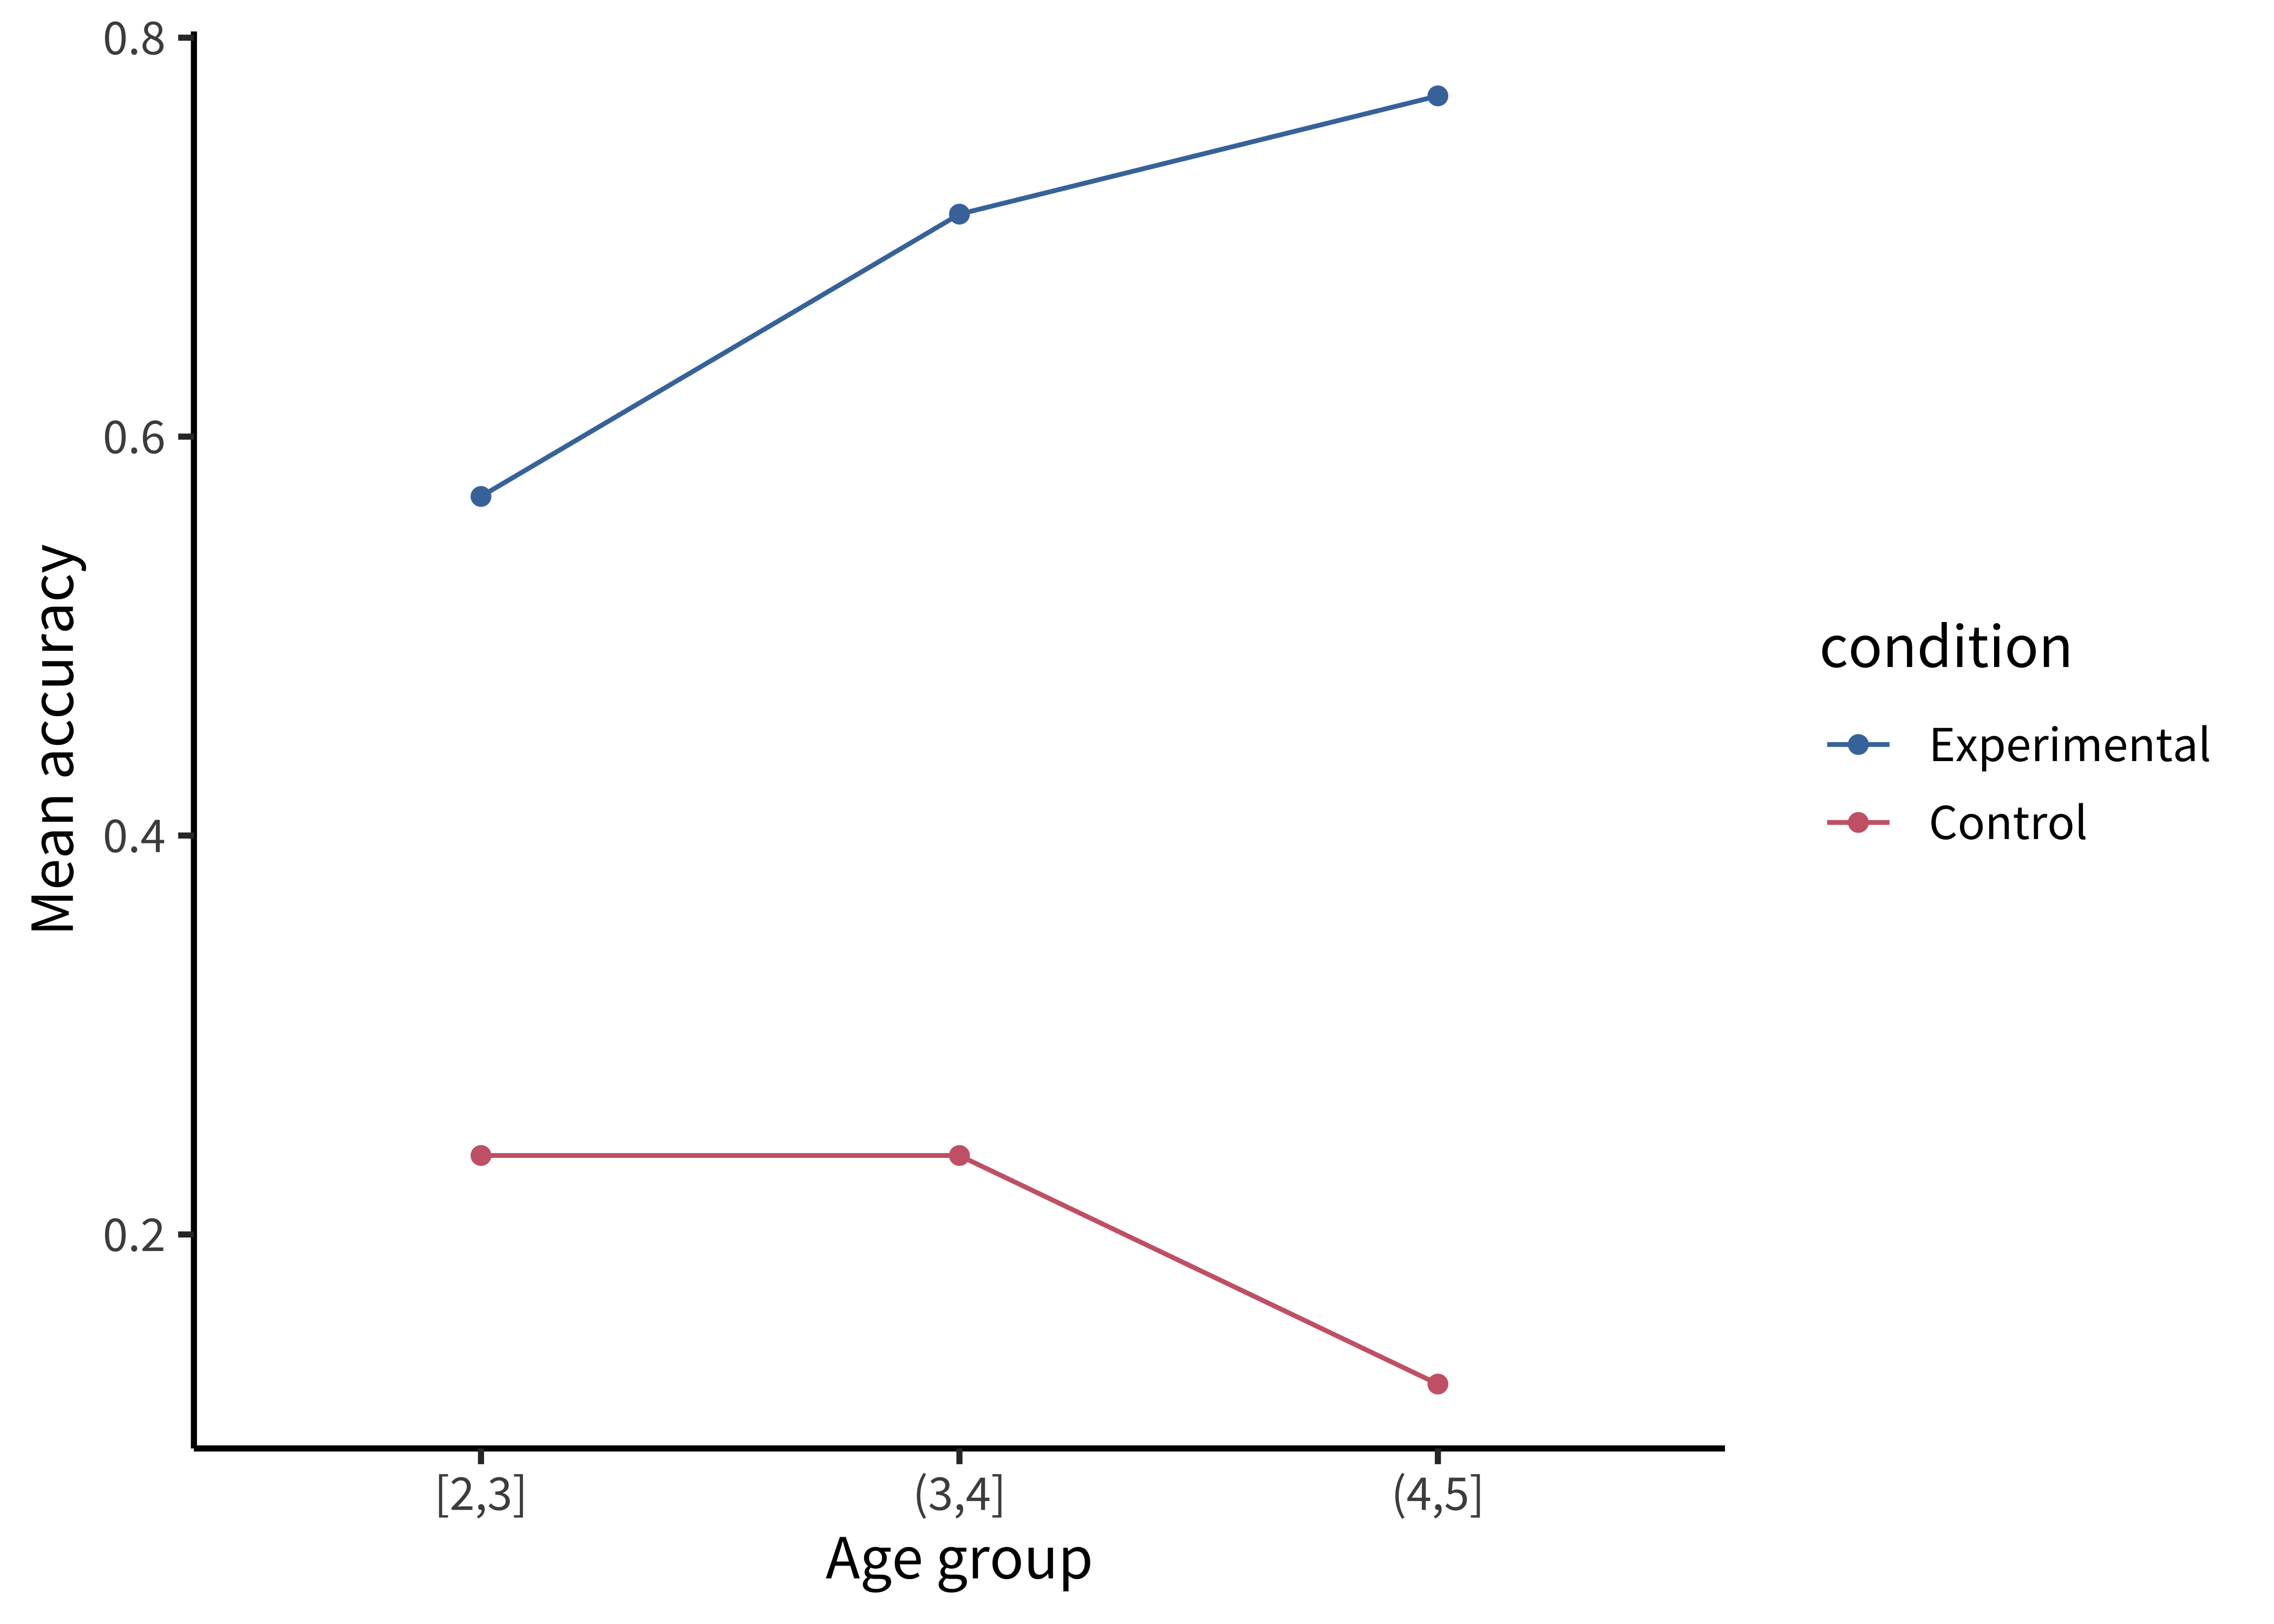 0.8
0.6
0.4
0.2
Mean accuracy
[2,3]
(3,4]
(4,5]
Age group
condition
Experimental
Control